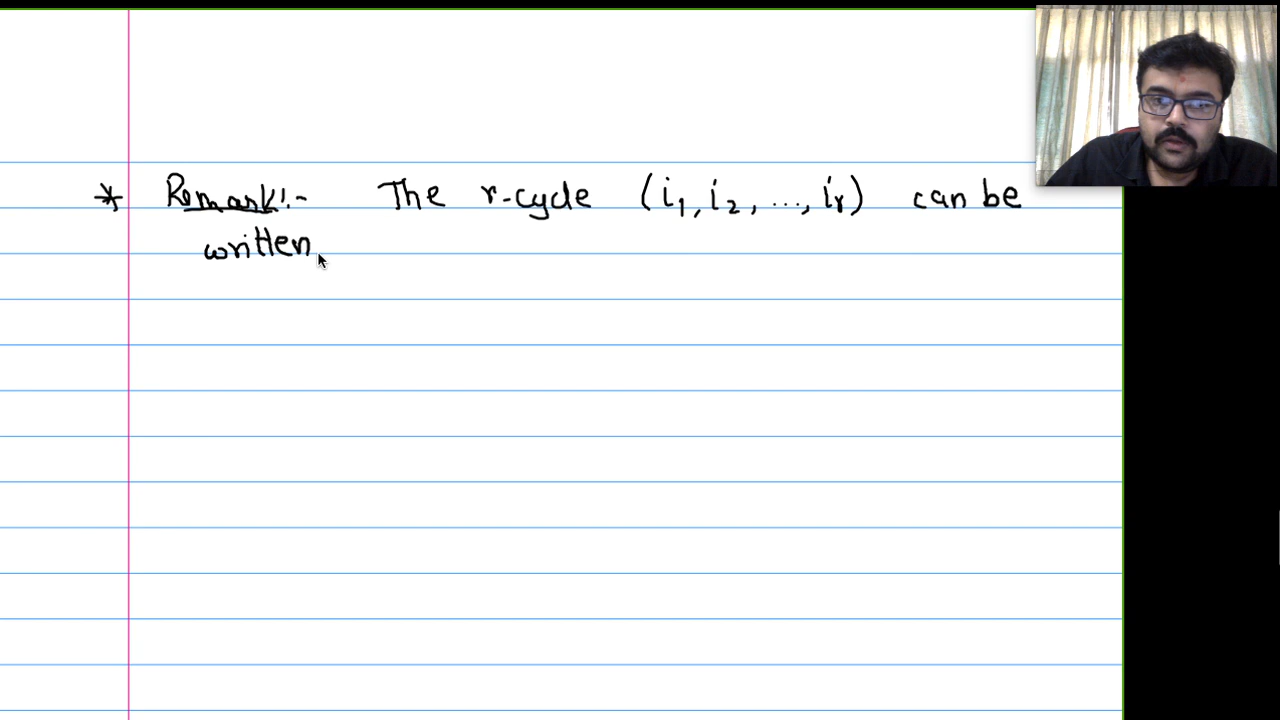 * Remark:- The r-cycle (i₁, i₂, ..., iᵣ) can be
written